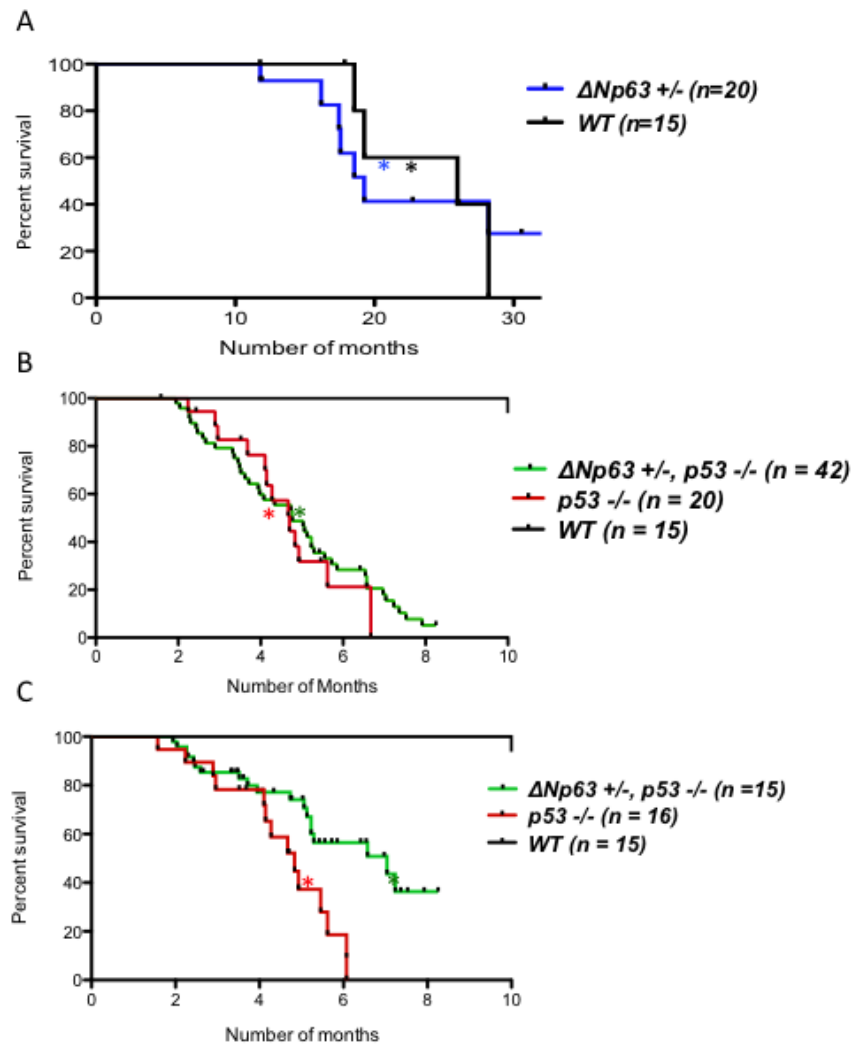 A
100
80
60
40
20
0
Percent survival
* *
0 10 20 30
Number of months
ΔNp63 +/- (n=20)
WT (n=15)
B
100
80
60
40
20
0
Percent survival
* *
0 2 4 6 8 10
Number of Months
ΔNp63 +/-, p53 -/- (n = 42)
p53 -/- (n = 20)
WT (n = 15)
C
100
80
60
40
20
0
Percent survival
* *
0 2 4 6 8 10
Number of months
ΔNp63 +/-, p53 -/- (n =15)
p53 -/- (n = 16)
WT (n = 15)